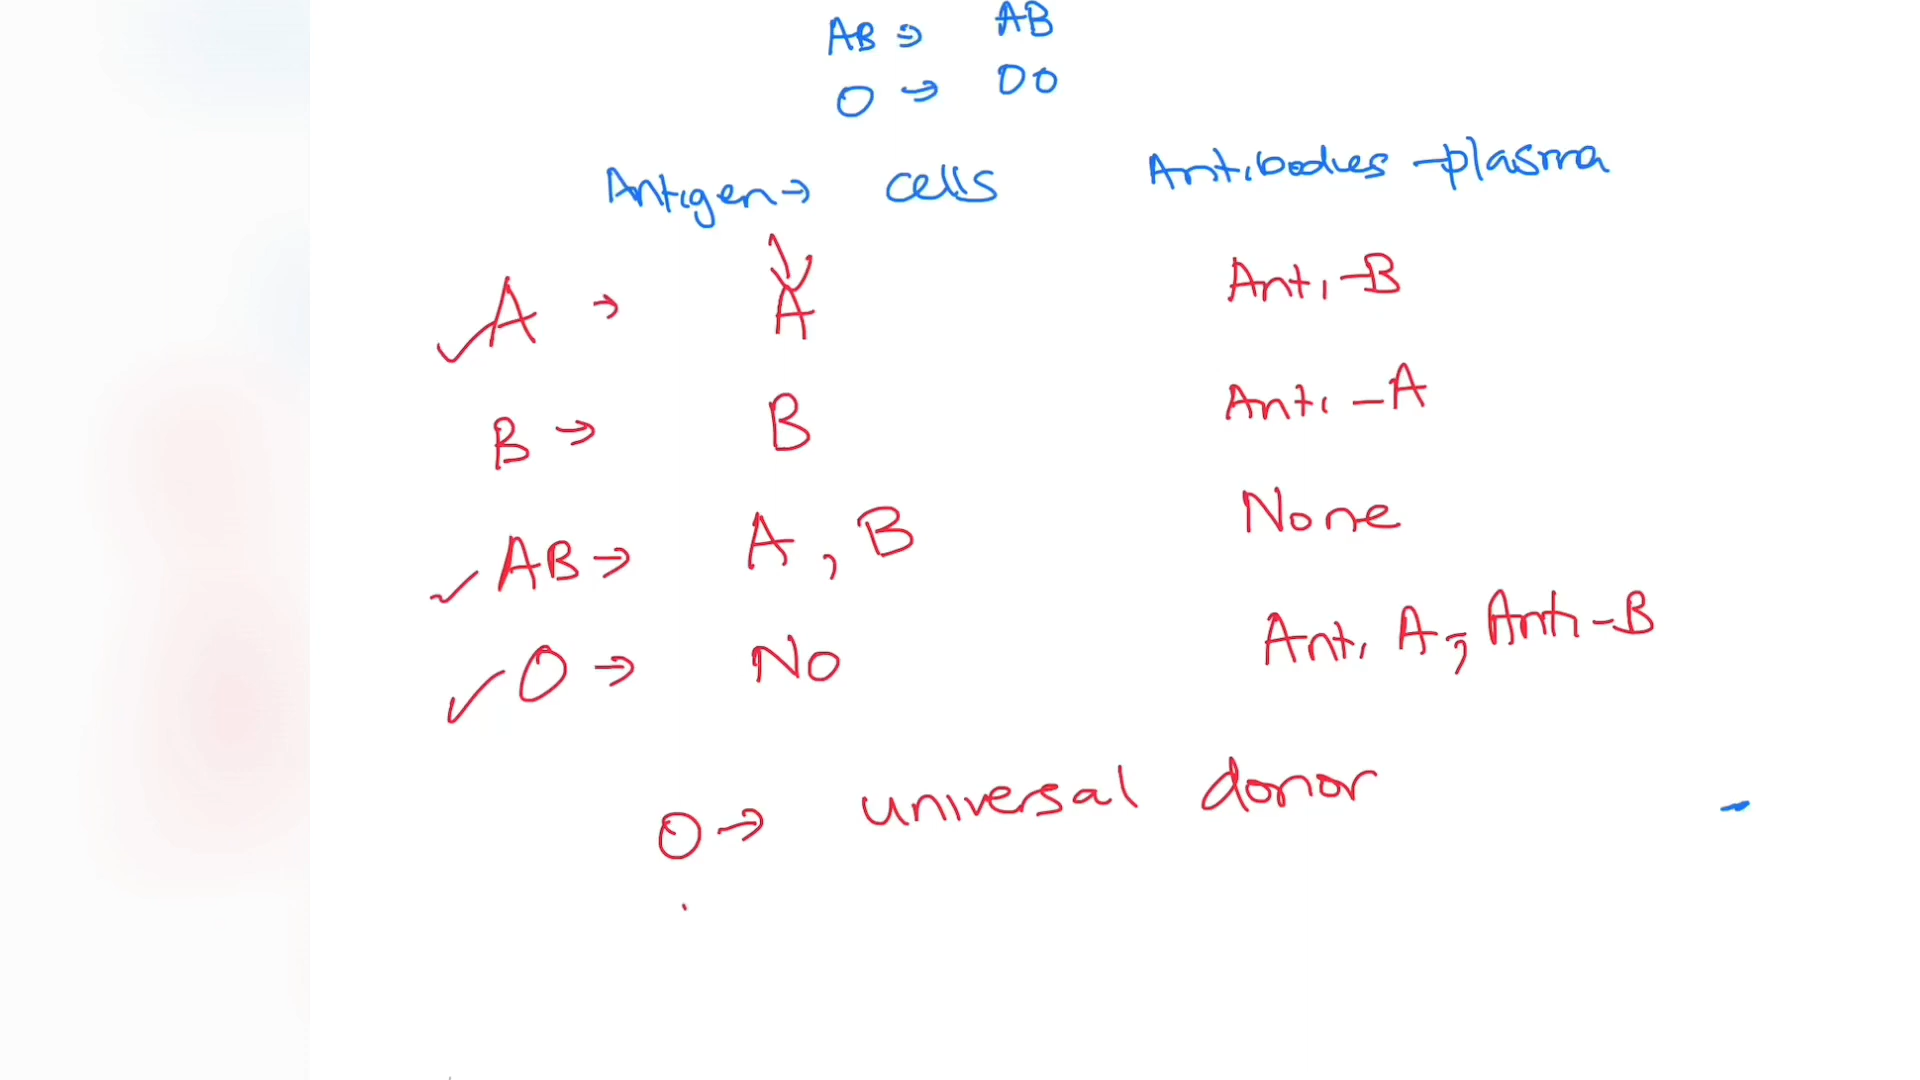 AB → AB
O → OO
Antigen → cells Antibodies - plasma
A → A Anti-B
B → B Anti-A
AB → A, B None
O → No Anti A, Anti-B
O → universal donor